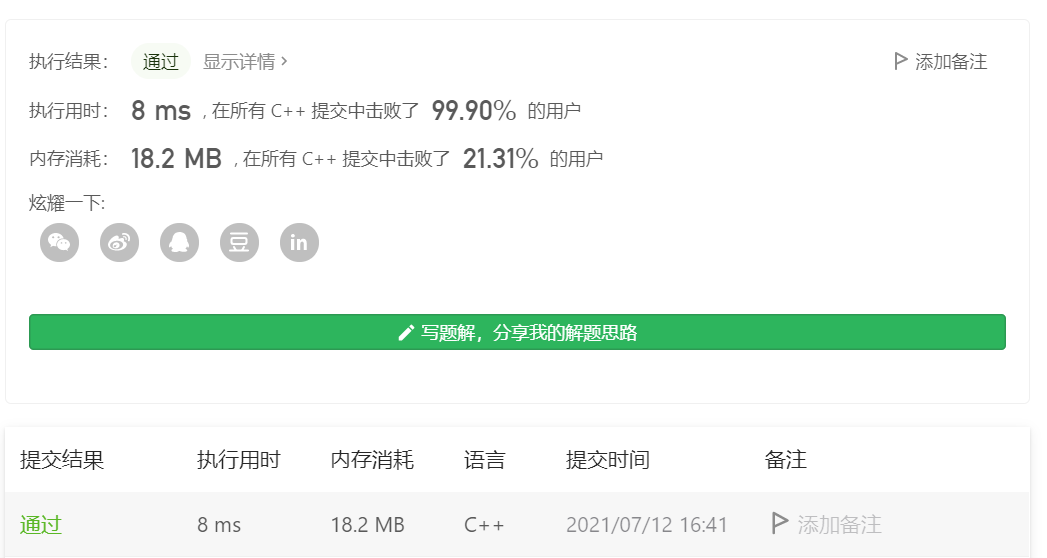 执行结果： 通过 显示详情 › 添加备注
执行用时： 8 ms , 在所有 C++ 提交中击败了 99.90% 的用户
内存消耗： 18.2 MB , 在所有 C++ 提交中击败了 21.31% 的用户
炫耀一下:
豆 in
写题解，分享我的解题思路
提交结果 执行用时 内存消耗 语言 提交时间 备注
通过 8 ms 18.2 MB C++ 2021/07/12 16:41 添加备注